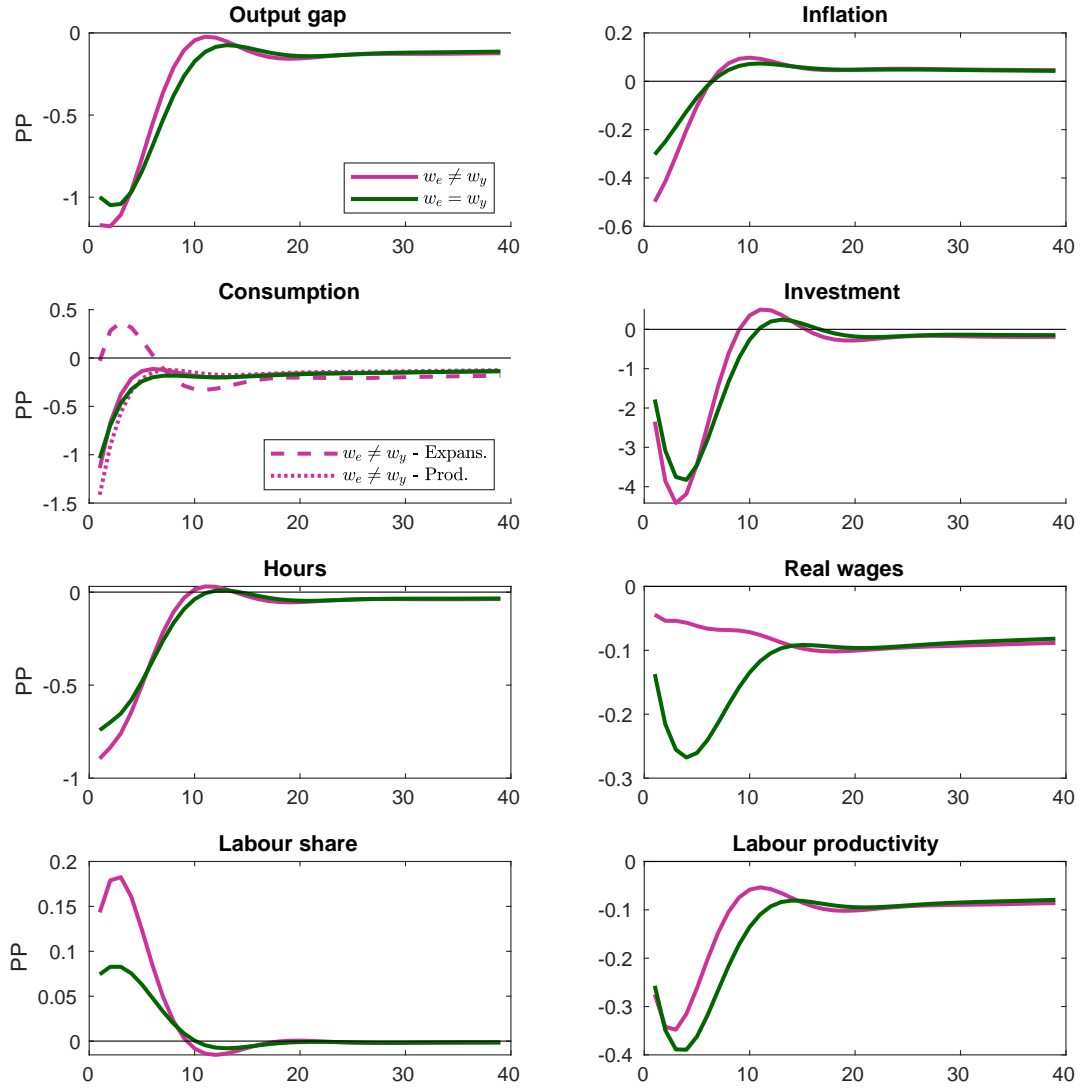 Output gap
Inflation
0
-0.5
-1
PP
$w_e \neq w_y$
$w_e = w_y$
0 10 20 30 40
0.2
0
-0.2
-0.4
-0.6
0 10 20 30 40
Consumption
Investment
0.5
0
-0.5
-1
-1.5
PP
$w_e \neq w_y$ - Expans.
$w_e \neq w_y$ - Prod.
0 10 20 30 40
0
-1
-2
-3
-4
0 10 20 30 40
Hours
Real wages
0
-0.5
-1
PP
0 10 20 30 40
0
-0.1
-0.2
-0.3
0 10 20 30 40
Labour share
Labour productivity
0.2
0.15
0.1
0.05
0
PP
0 10 20 30 40
0
-0.1
-0.2
-0.3
-0.4
0 10 20 30 40